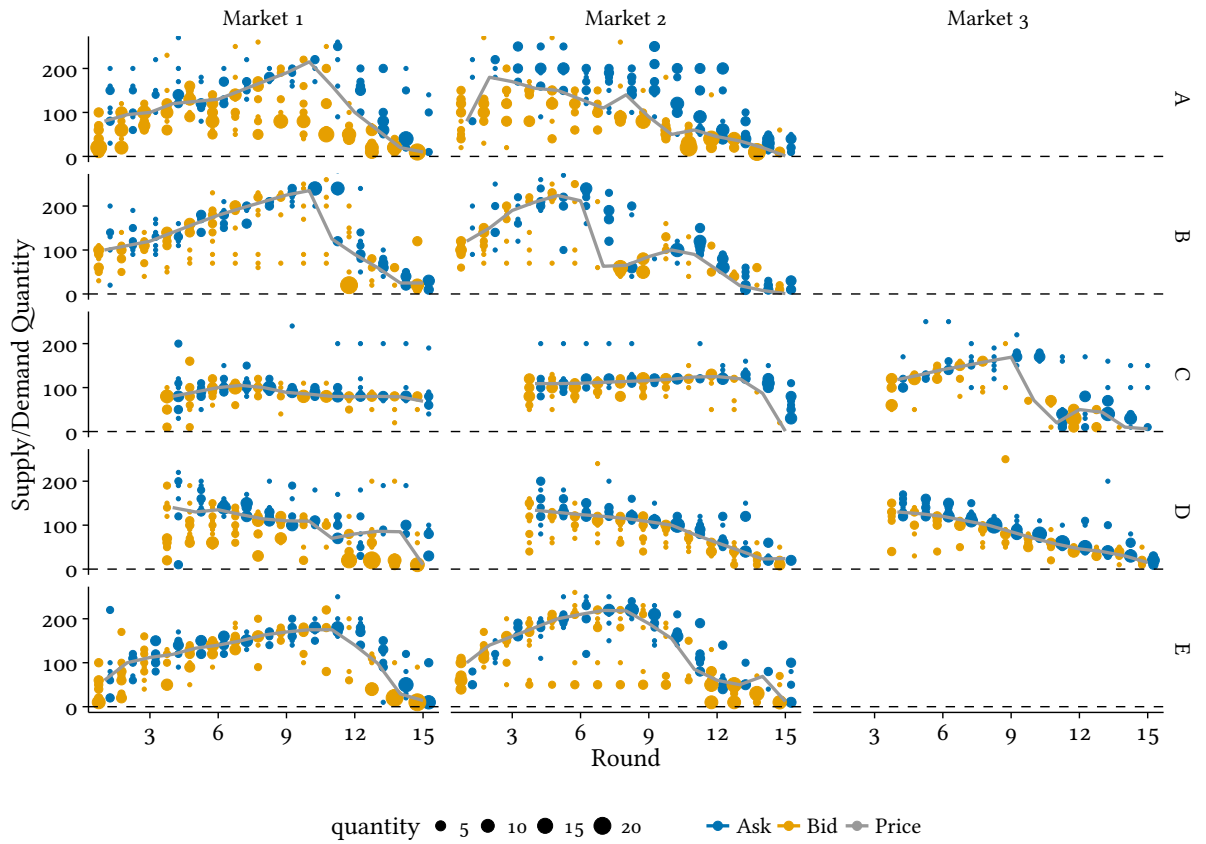 Market 1 Market 2 Market 3
Supply/Demand Quantity
200
100
0
A
200
100
0
B
200
100
0
C
200
100
0
D
200
100
0
E
3 6 9 12 15 3 6 9 12 15 3 6 9 12 15
Round
quantity 5 10 15 20 Ask Bid Price